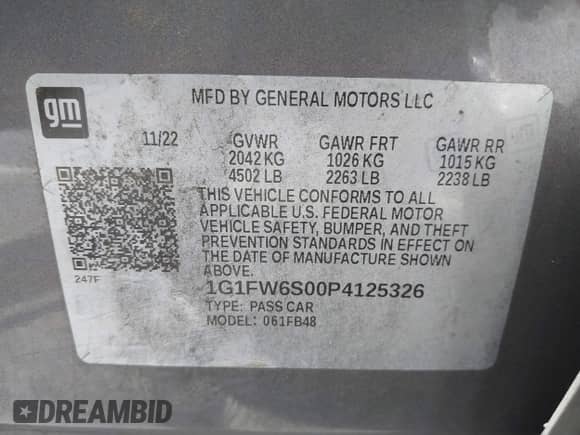 gm
MFD BY GENERAL MOTORS LLC
11/22 GVWR GAWR FRT GAWR RR
2042 KG 1026 KG 1015 KG
4502 LB 2263 LB 2238 LB
THIS VEHICLE CONFORMS TO ALL
APPLICABLE U.S. FEDERAL MOTOR
VEHICLE SAFETY, BUMPER, AND THEFT
PREVENTION STANDARDS IN EFFECT ON
THE DATE OF MANUFACTURE SHOWN ABOVE.
247F
1G1FW6S00P4125326
TYPE: PASS CAR
MODEL: 061FB48
DREAMBID